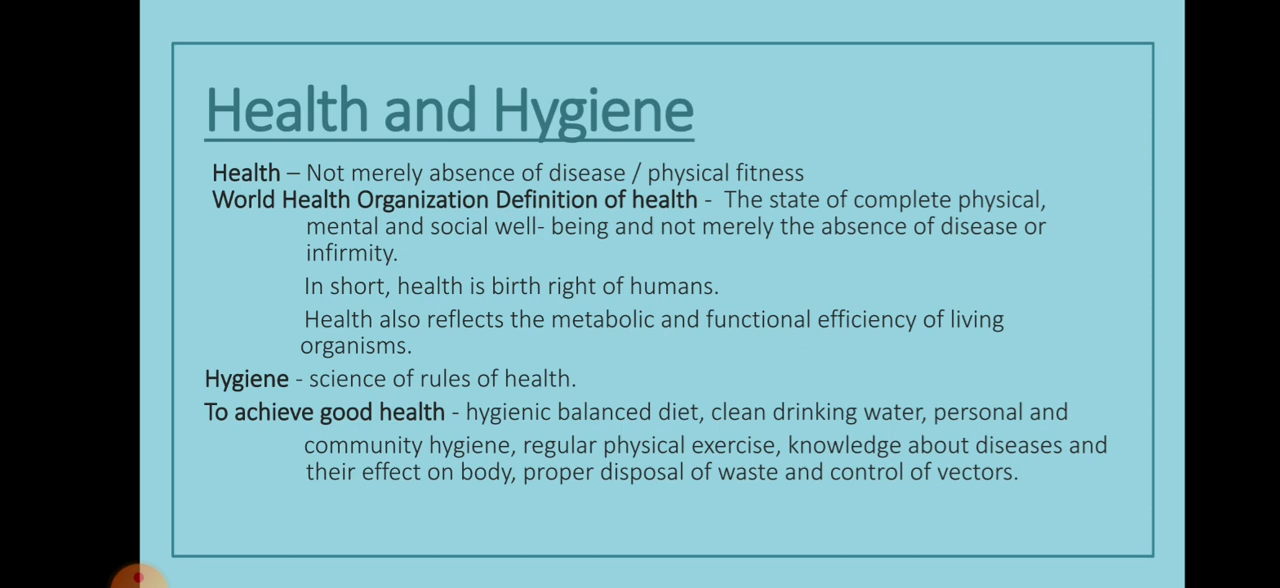 Health and Hygiene
Health – Not merely absence of disease / physical fitness
World Health Organization Definition of health - The state of complete physical,
mental and social well- being and not merely the absence of disease or
infirmity.
In short, health is birth right of humans.
Health also reflects the metabolic and functional efficiency of living
organisms.
Hygiene - science of rules of health.
To achieve good health - hygienic balanced diet, clean drinking water, personal and
community hygiene, regular physical exercise, knowledge about diseases and
their effect on body, proper disposal of waste and control of vectors.